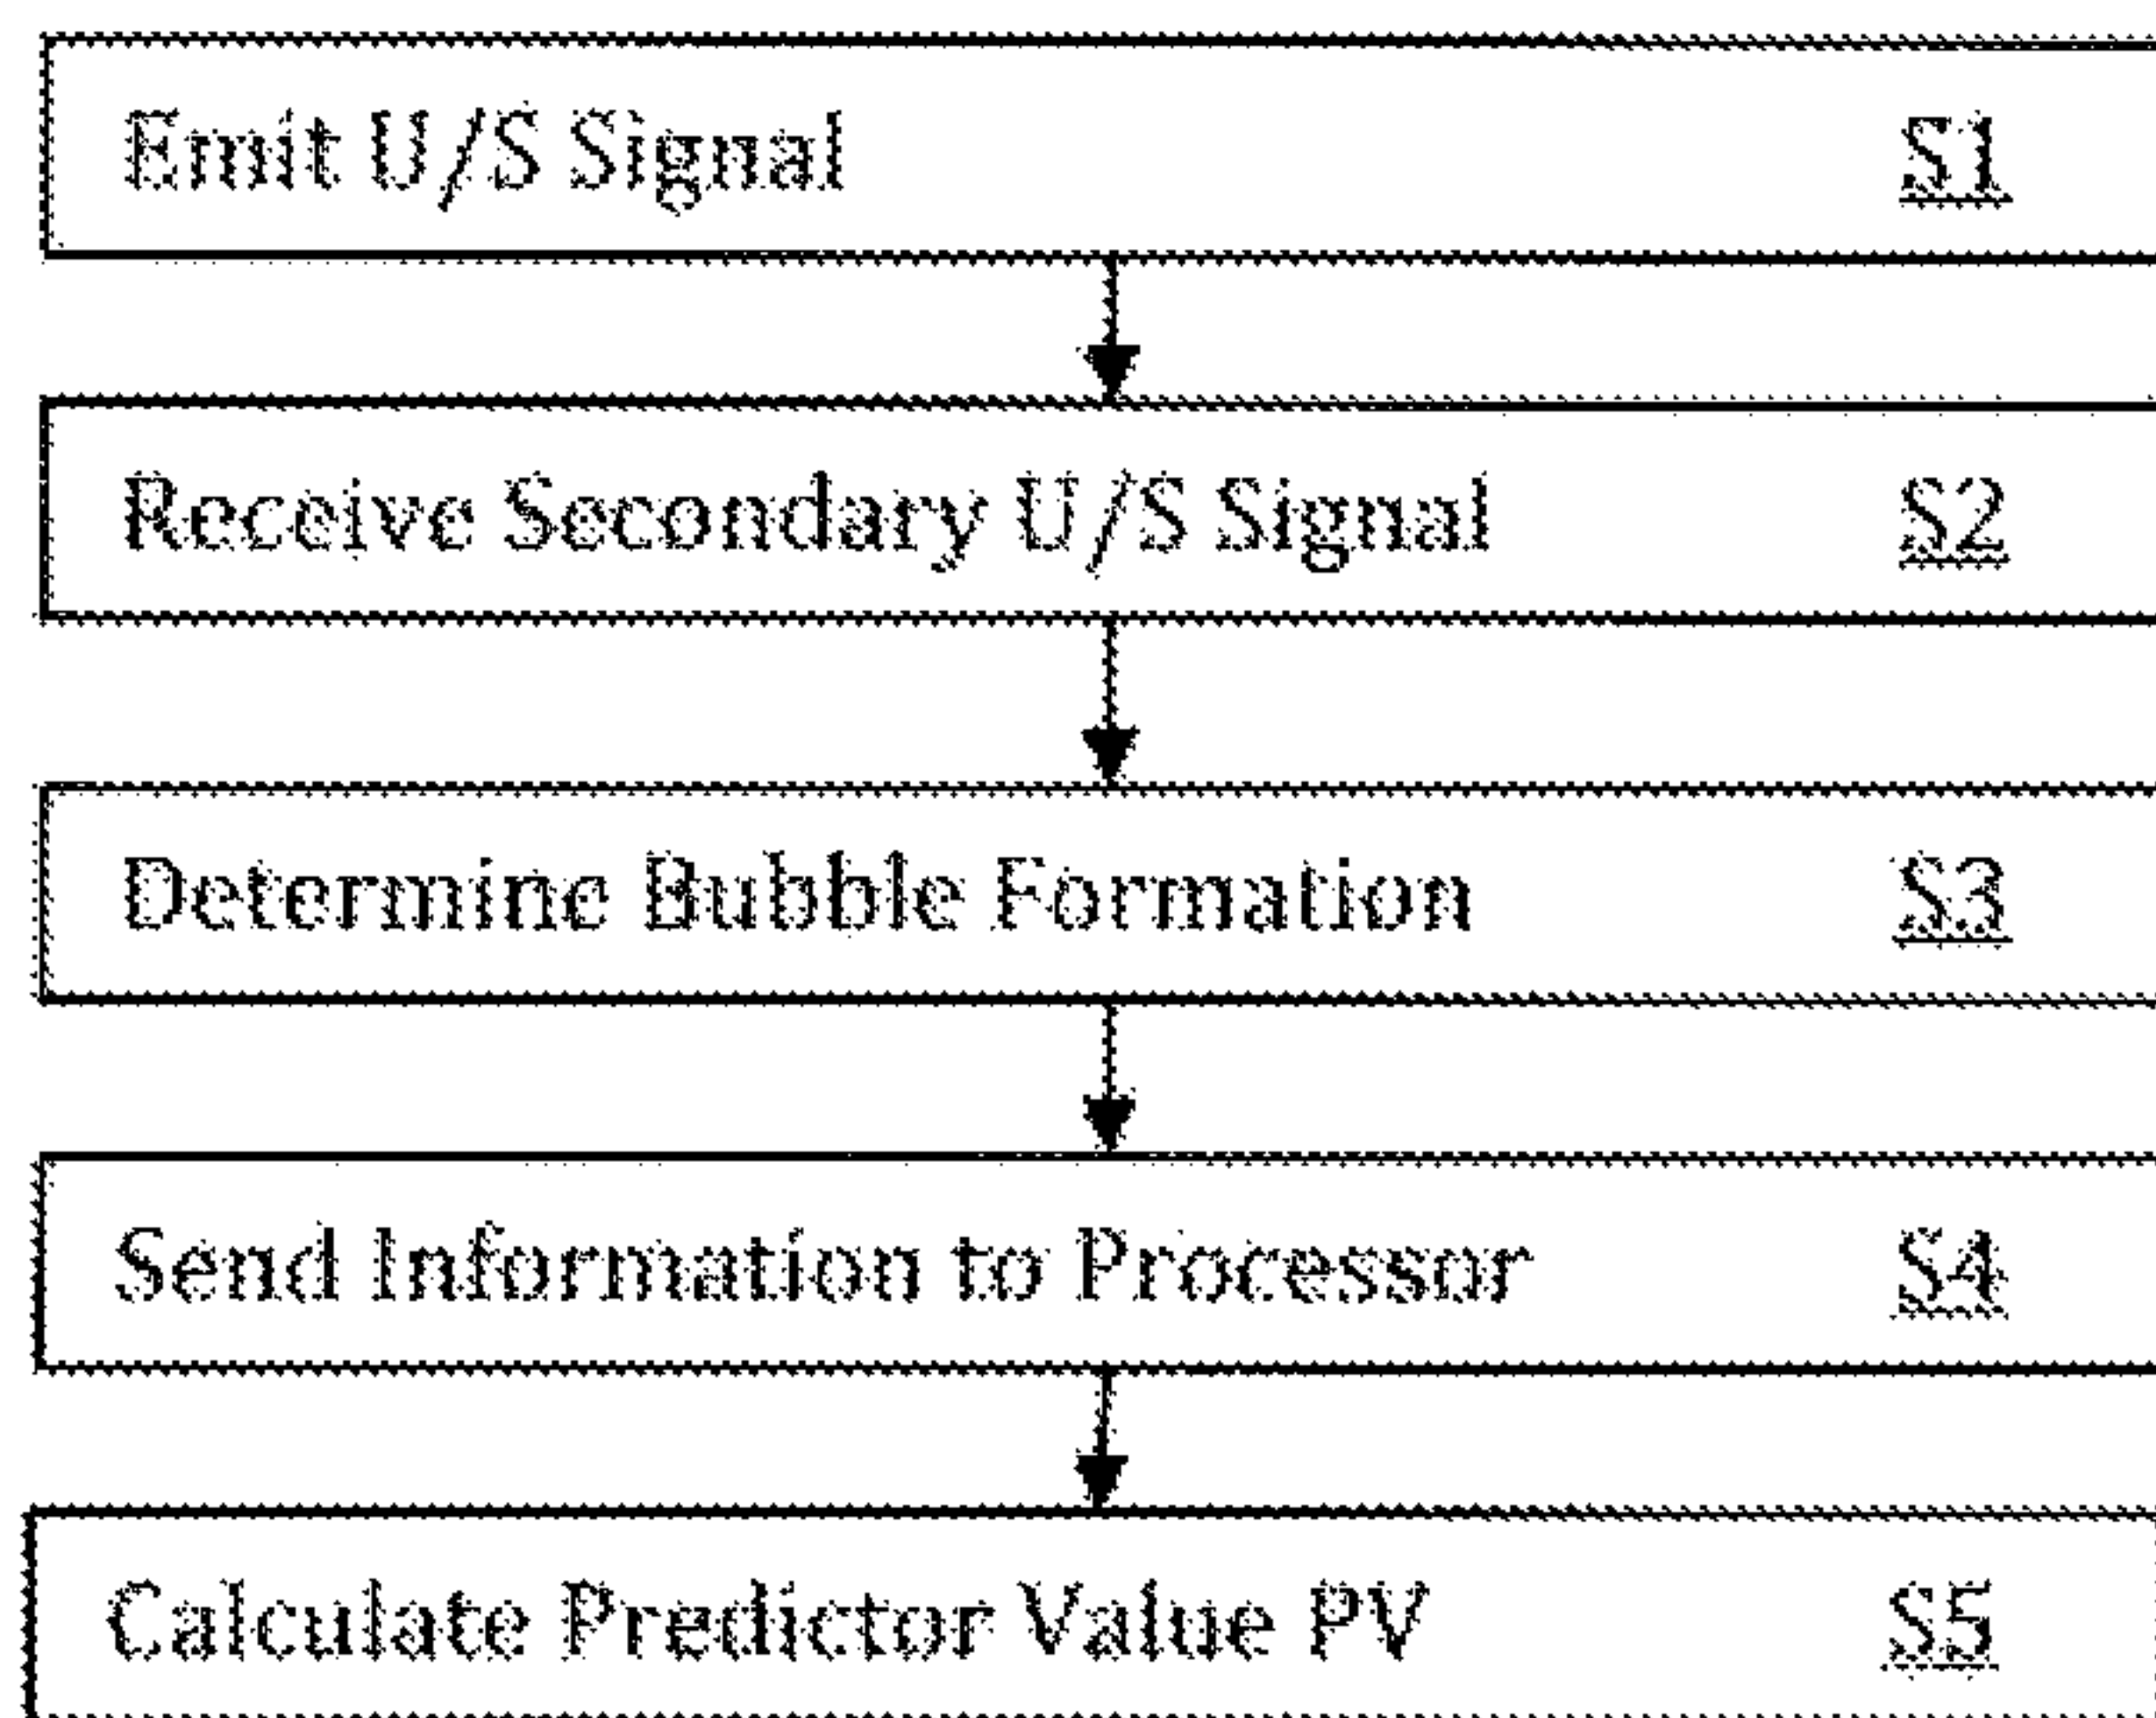 Emit U/S Signal S1
Receive Secondary U/S Signal S2
Determine Bubble Formation S3
Send Information to Processor S4
Calculate Predictor Value PV S5